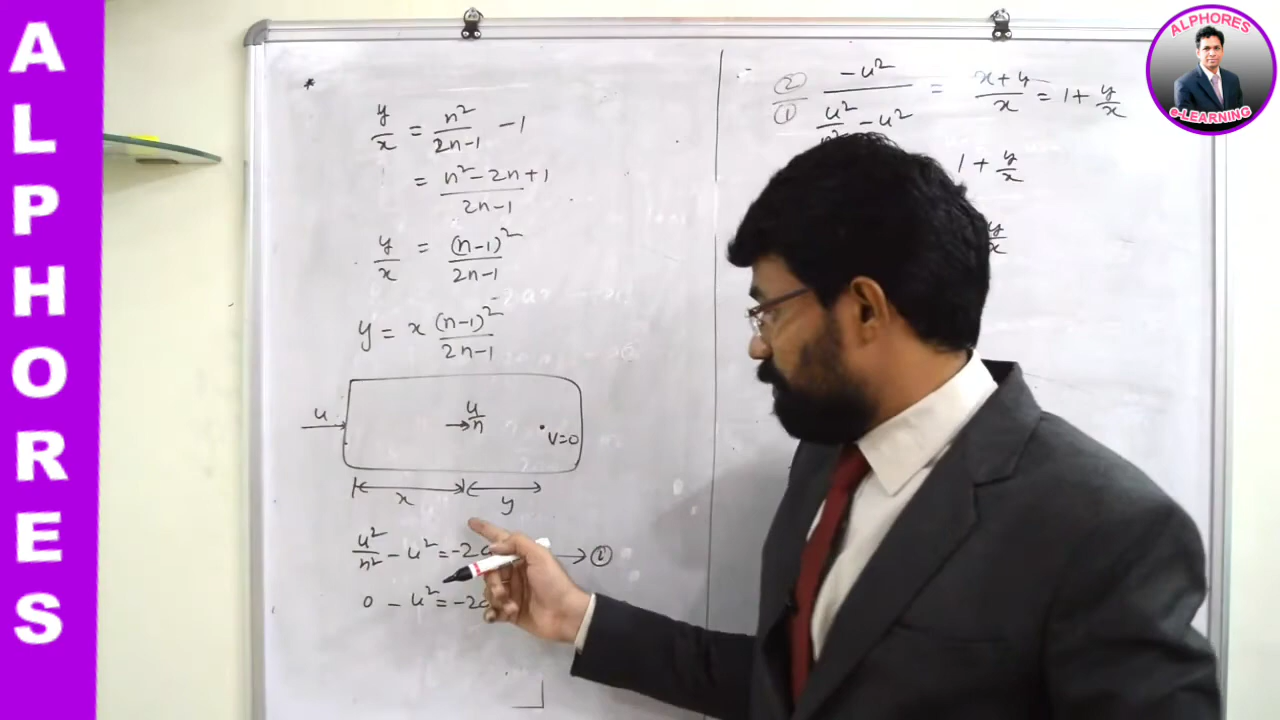 ALPHORES
*
y/x = n²/2n-1 - 1
= n²-2n+1/2n-1
y/x = (n-1)²/2n-1
y = x (n-1)²/2n-1
u
u/n
v=0
x
y
u²/n² - u² = -2a → ①
0 - u² = -2a
②/① -u²/u²/n² - u² = x+y/x = 1 + y/x
1 + y/x
y/x
ALPHORES
e-LEARNING